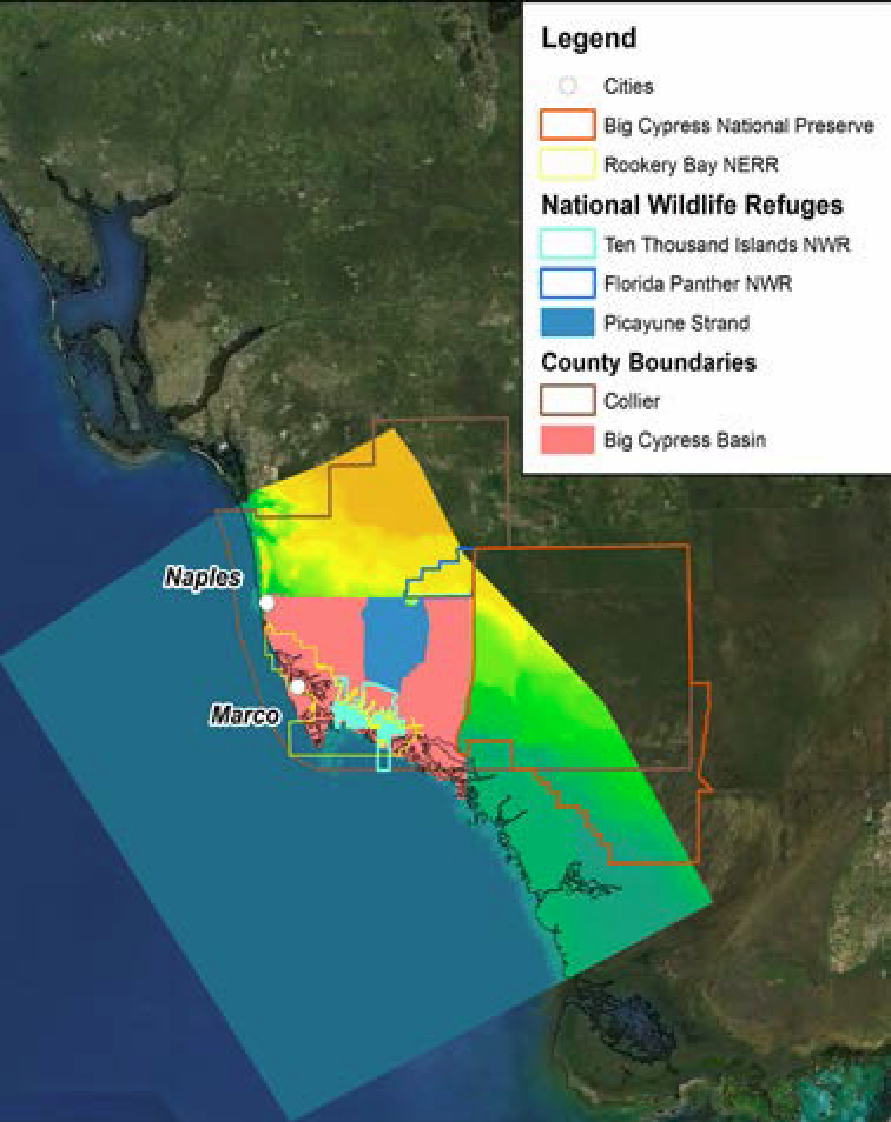 Legend
Cities
Big Cypress National Preserve
Rookery Bay NERR
National Wildlife Refuges
Ten Thousand Islands NWR
Florida Panther NWR
Picayune Strand
County Boundaries
Collier
Big Cypress Basin
Naples
Marco